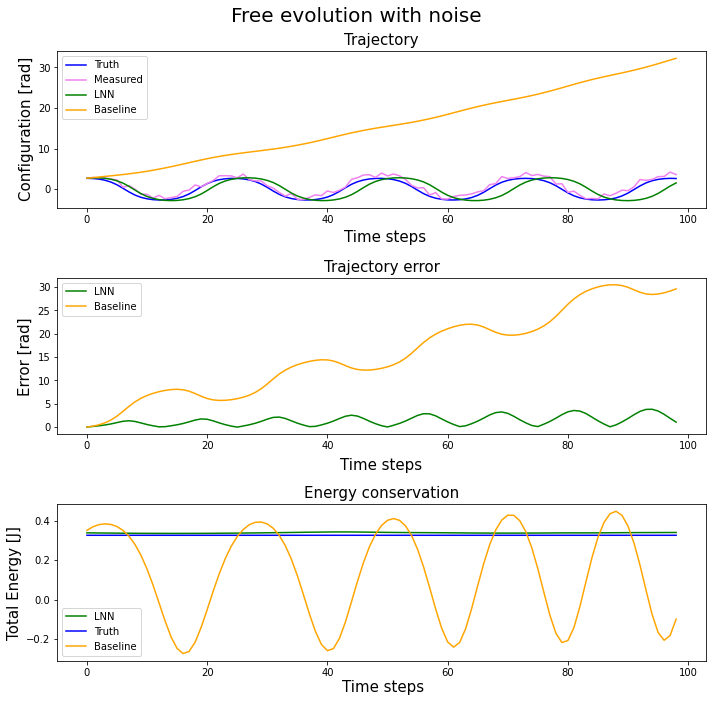 Free evolution with noise
Trajectory
Configuration [rad]
30
20
10
0
Truth
Measured
LNN
Baseline
0 20 40 60 80 100
Time steps
Trajectory error
Error [rad]
30
25
20
15
10
5
0
LNN
Baseline
0 20 40 60 80 100
Time steps
Energy conservation
Total Energy [J]
0.4
0.2
0.0
−0.2
LNN
Truth
Baseline
0 20 40 60 80 100
Time steps